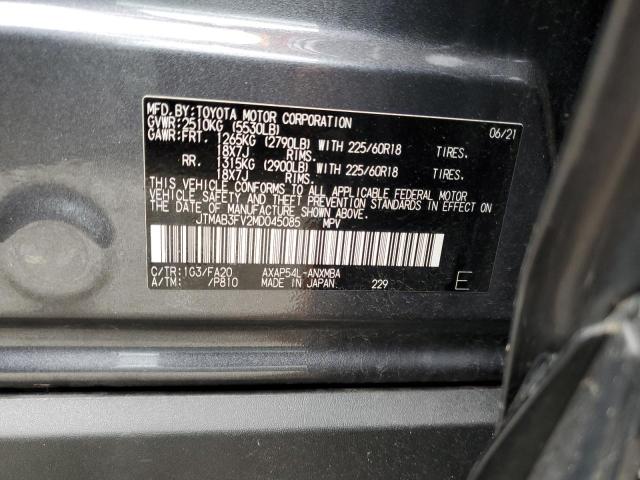 MFD.BY:TOYOTA MOTOR CORPORATION 06/21
GVWR:2510KG (5530LB)
GAWR:FRT. 1265KG (2790LB) WITH 225/60R18 TIRES.
18X7J RIMS.
RR. 1315KG (2900LB) WITH 225/60R18 TIRES.
18X7J RIMS.
THIS VEHICLE CONFORMS TO ALL APPLICABLE FEDERAL MOTOR
VEHICLE SAFETY AND BUMPER STANDARDS IN EFFECT ON THE
DATE OF MANUFACTURE SHOWN ABOVE.
JTMAB3FV2MD045085 MPV
C/TR:1G3/FA20 AXAP54L-ANXMBA
A/TM: /P810 MADE IN JAPAN. 229 E